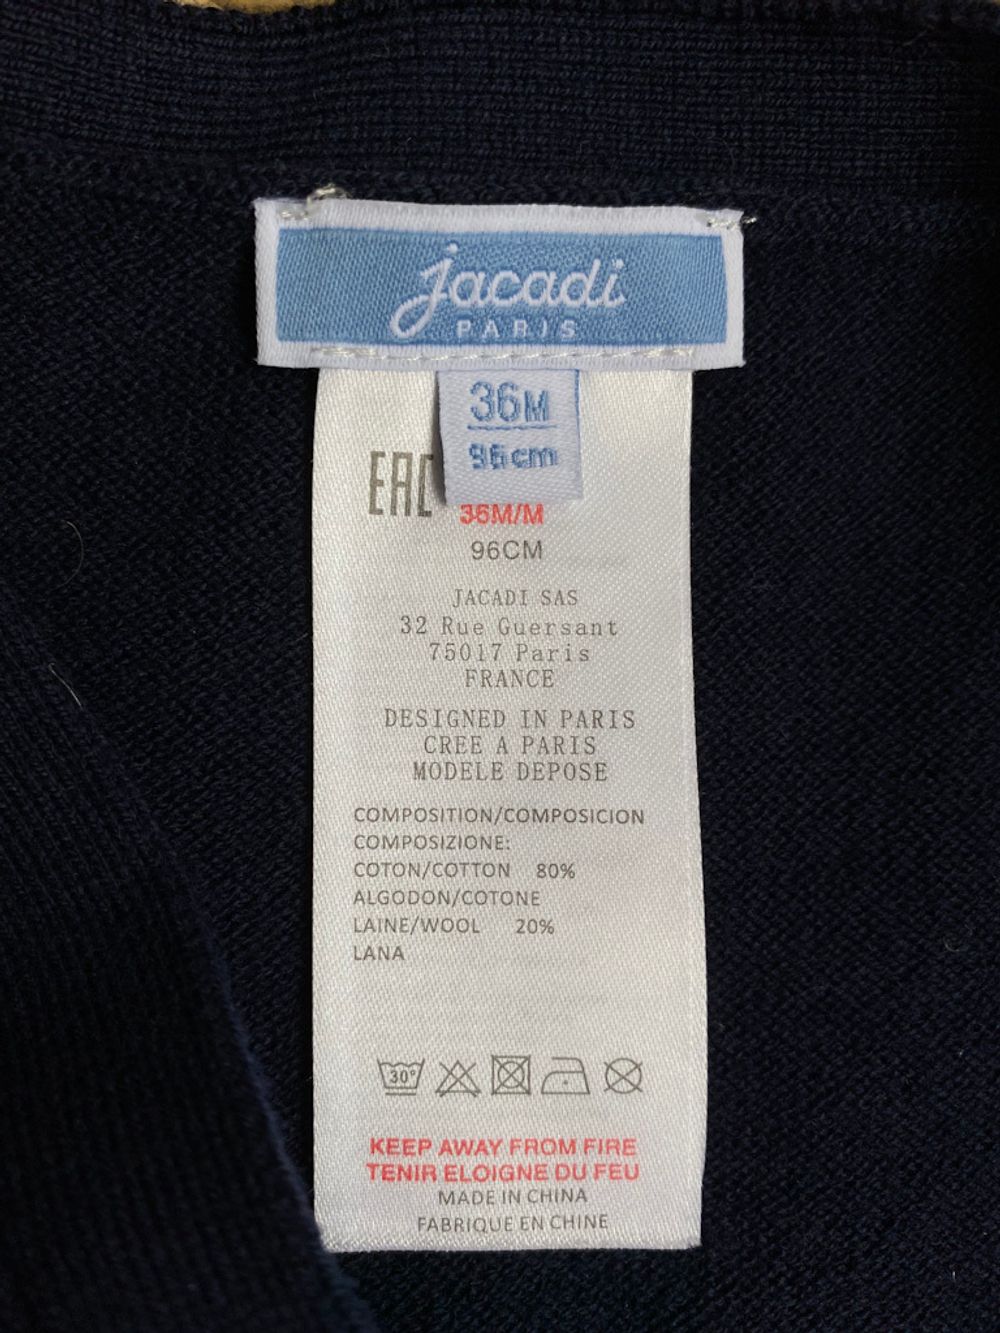 jacadi
PARIS
36M
96cm
EAC
36M/M
96CM
JACADI SAS
32 Rue Guersant
75017 Paris
FRANCE
DESIGNED IN PARIS
CREE A PARIS
MODELE DEPOSE
COMPOSITION/COMPOSICION
COMPOSIZIONE:
COTON/COTTON 80%
ALGODON/COTONE
LAINE/WOOL 20%
LANA
30°
KEEP AWAY FROM FIRE
TENIR ELOIGNE DU FEU
MADE IN CHINA
FABRIQUE EN CHINE